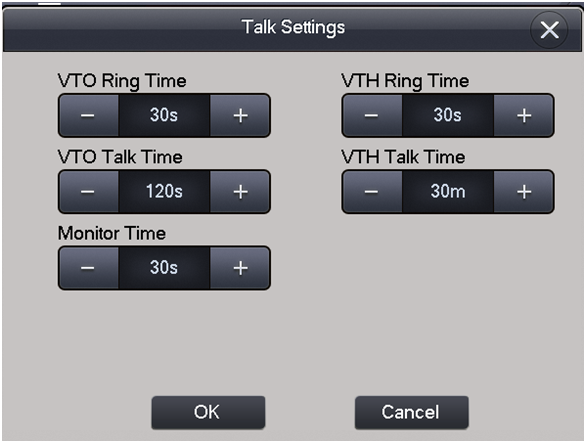 Talk Settings
VTO Ring Time
VTH Ring Time
− 30s +
− 30s +
VTO Talk Time
VTH Talk Time
− 120s +
− 30m +
Monitor Time
− 30s +
OK
Cancel